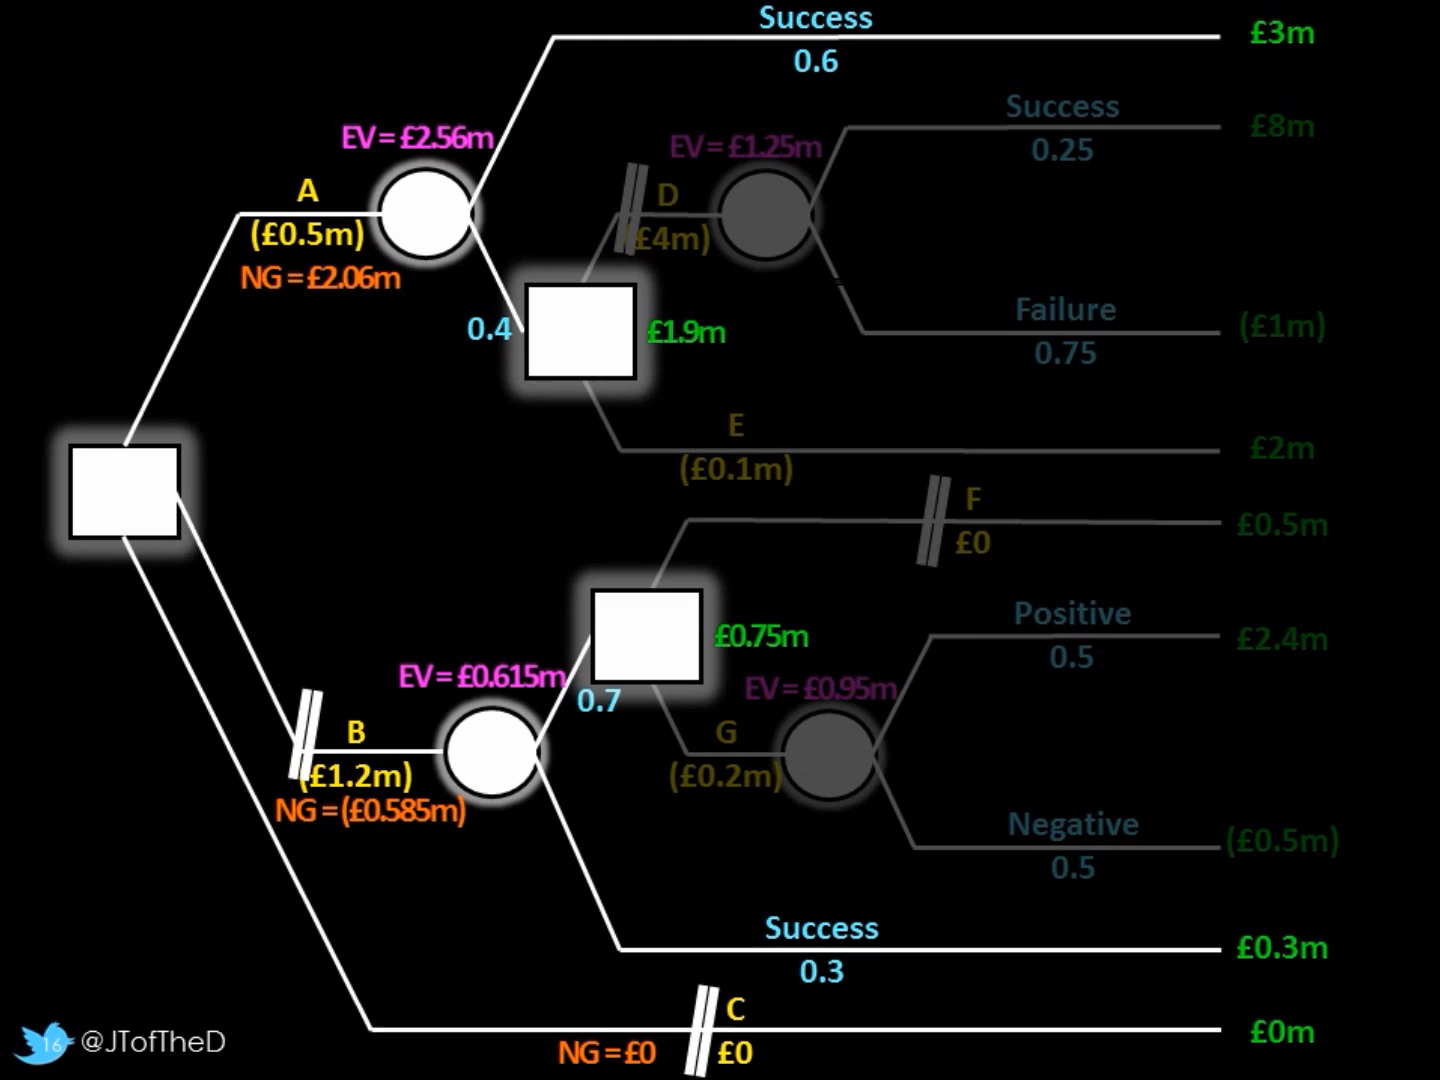 Success
0.6
£3m
Success
0.25
£8m
EV = £2.56m
EV = £1.25m
A
(£0.5m)
NG = £2.06m
D
(£4m)
0.4
£1.9m
Failure
0.75
(£1m)
E
(£0.1m)
£2m
F
£0
£0.5m
Positive
0.5
£2.4m
£0.75m
EV = £0.615m
0.7
EV = £0.95m
B
(£1.2m)
NG = (£0.585m)
G
(£0.2m)
Negative
0.5
(£0.5m)
Success
0.3
£0.3m
C
£0
NG = £0
£0m
16
@JTofTheD